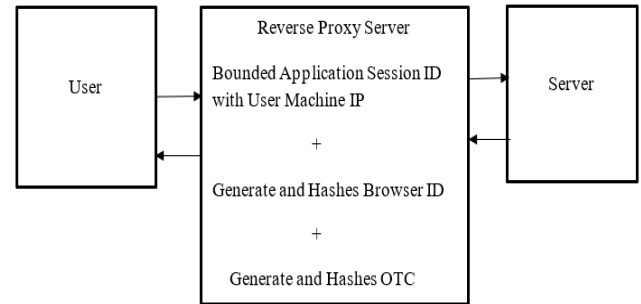 User
Reverse Proxy Server
Bounded Application Session ID
with User Machine IP
+
Generate and Hashes Browser ID
+
Generate and Hashes OTC
Server